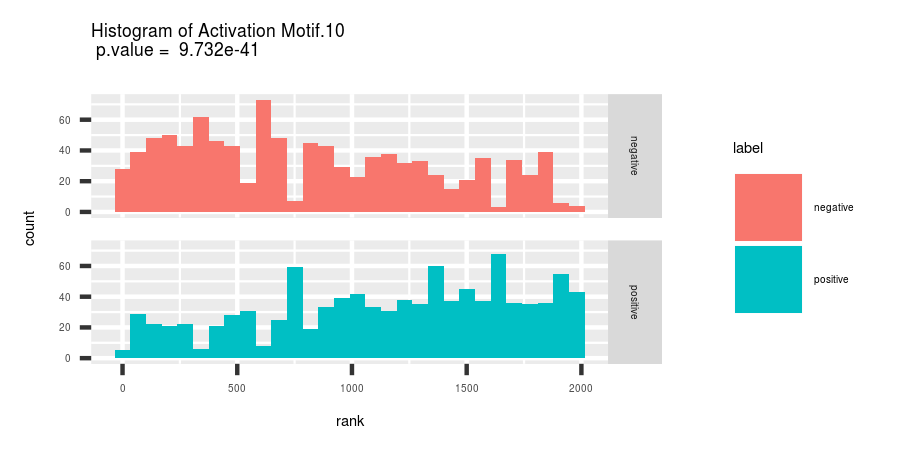 Histogram of Activation Motif.10
p.value = 9.732e-41
count
60
40
20
0
negative
60
40
20
0
positive
0 500 1000 1500 2000
rank
label
negative
positive